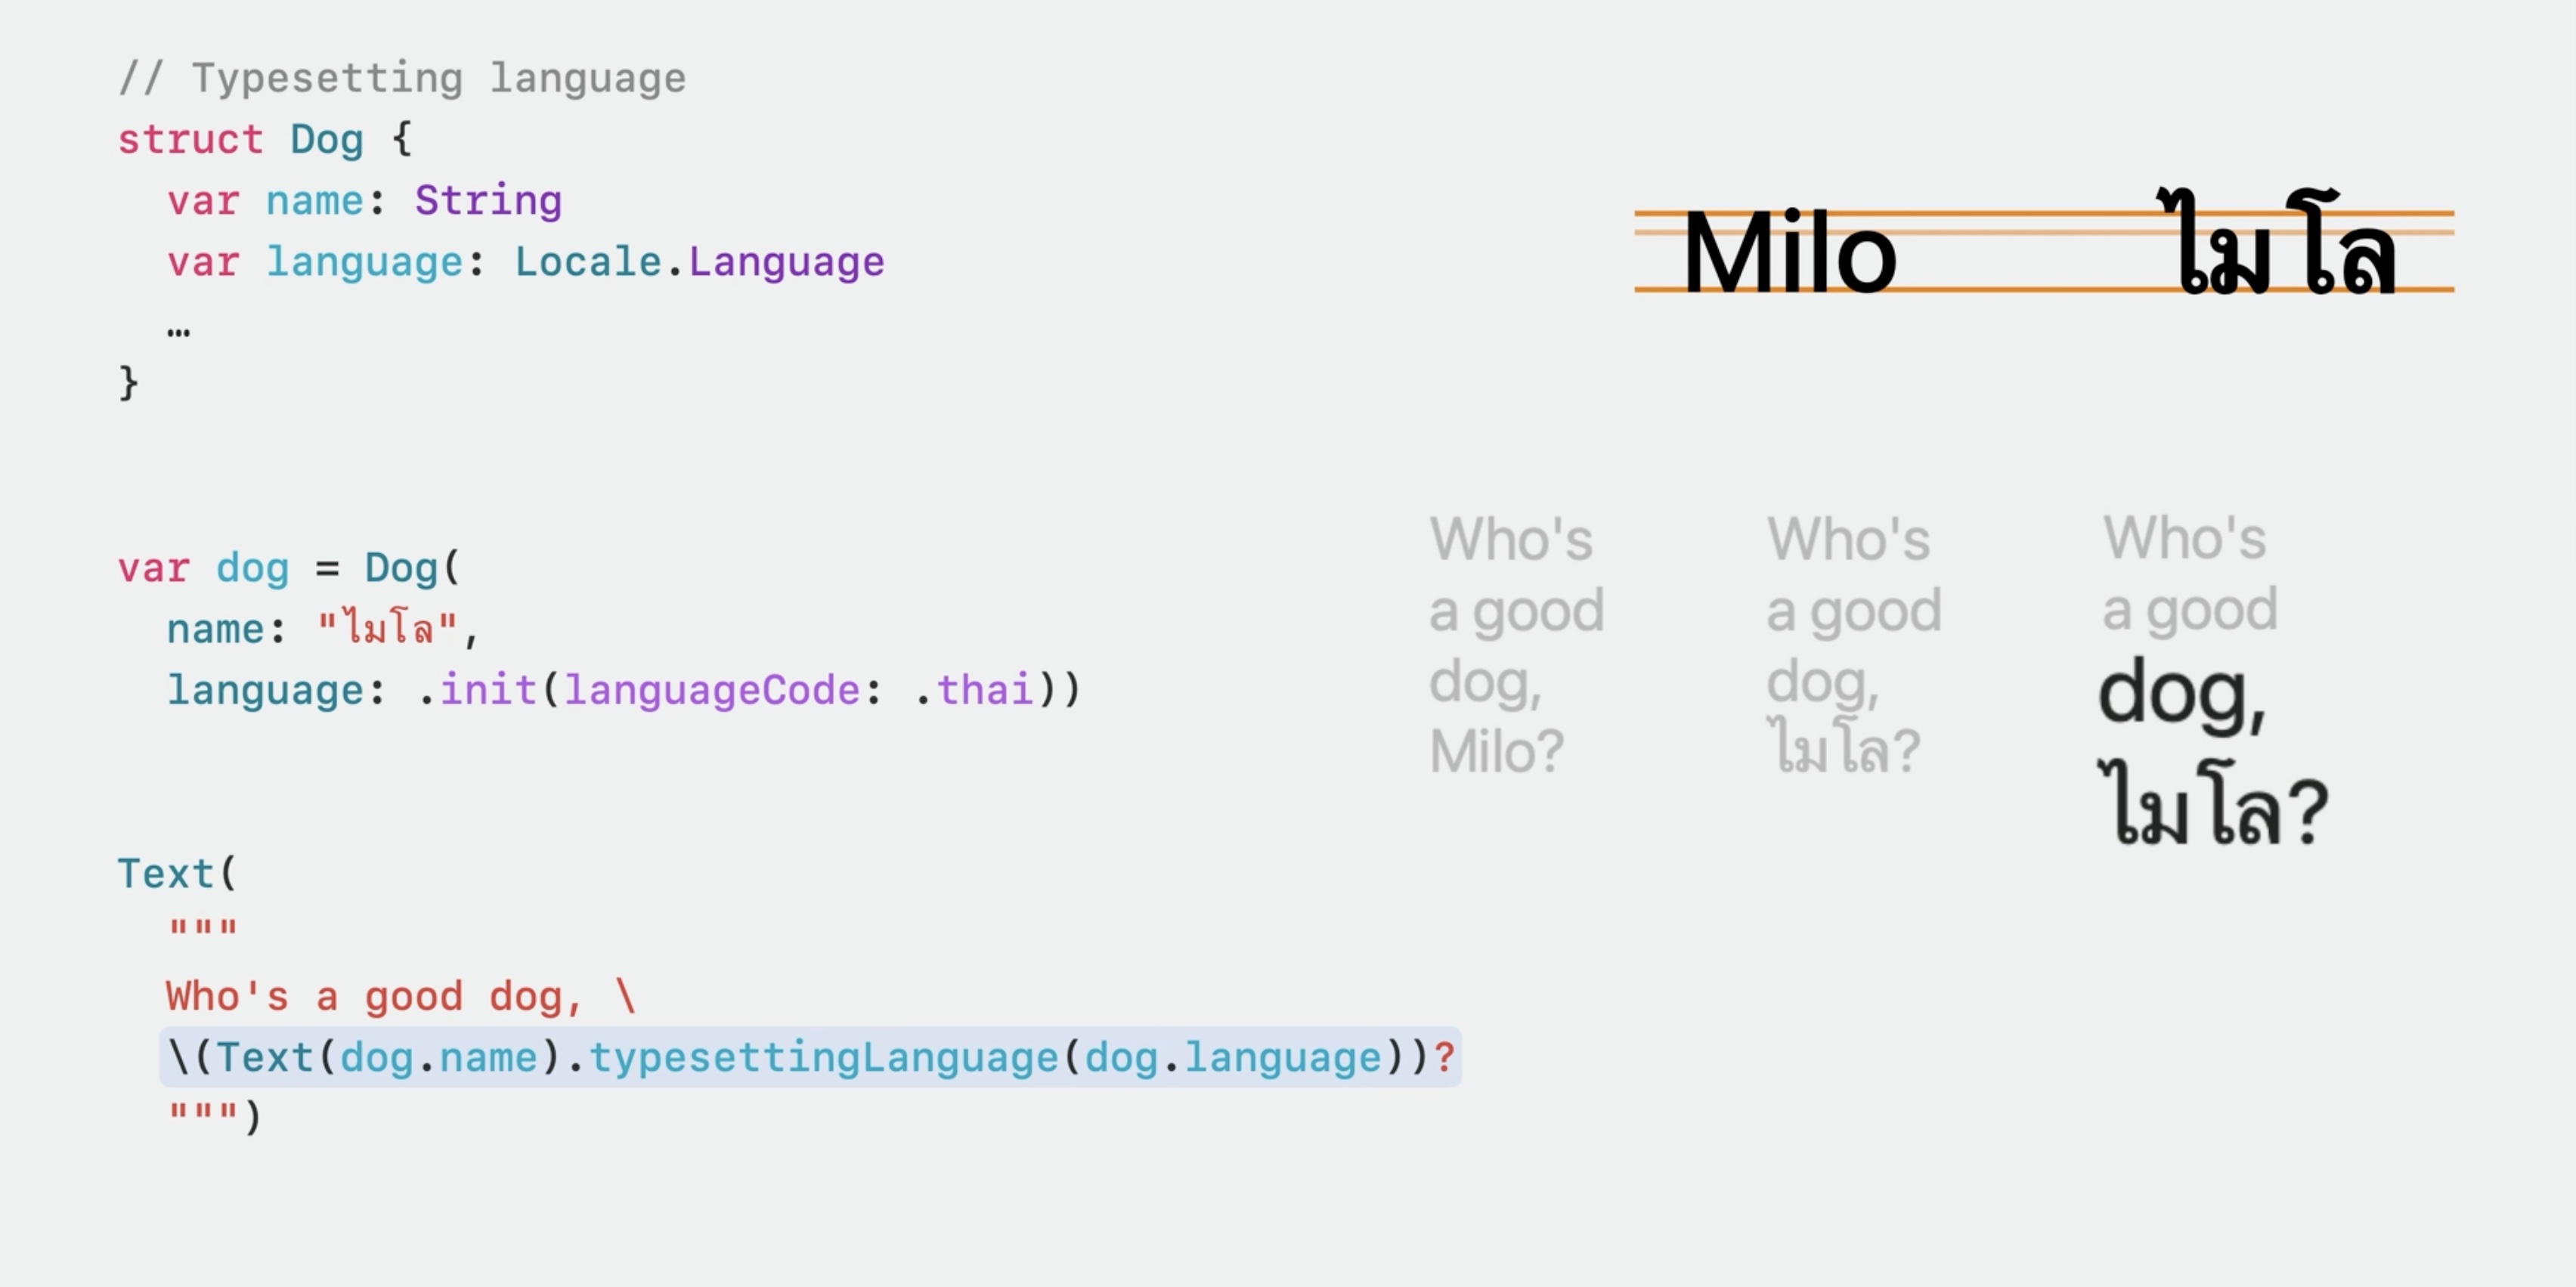 // Typesetting language
struct Dog {
  var name: String
  var language: Locale.Language
  …
}
var dog = Dog(
  name: "ไมโล",
  language: .init(languageCode: .thai))
Text(
  """
  Who's a good dog, \
  \(Text(dog.name).typesettingLanguage(dog.language))?
  """)
Milo ไมโล
Who's
a good
dog,
Milo?
Who's
a good
dog,
ไมโล?
Who's
a good
dog,
ไมโล?